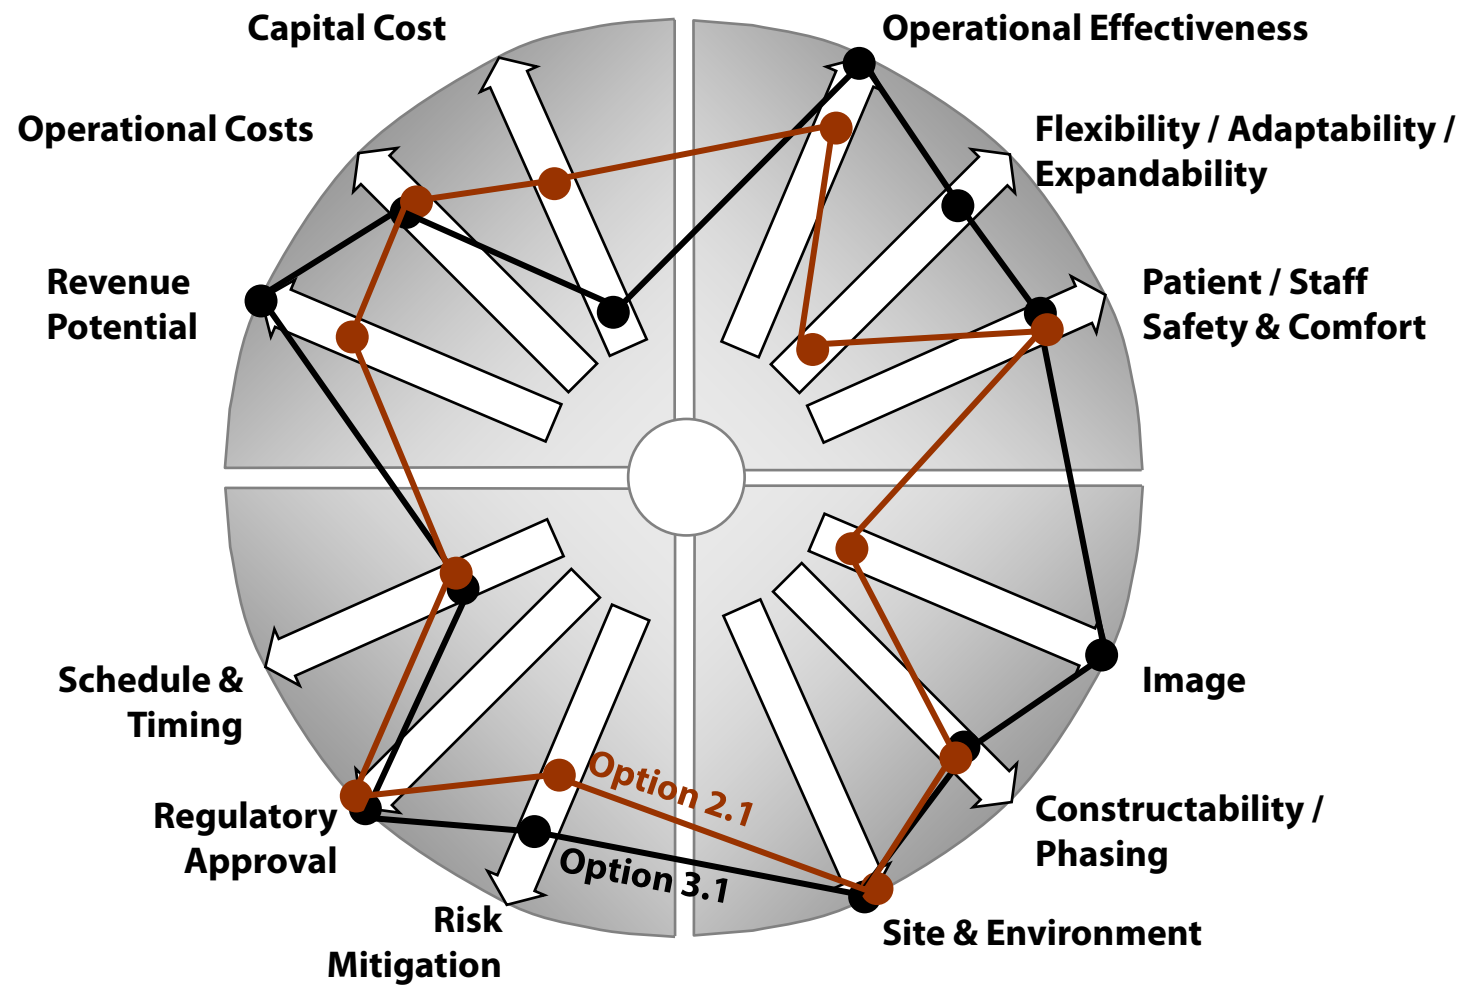 Capital Cost
Operational Effectiveness
Operational Costs
Flexibility / Adaptability /
Expandability
Revenue
Potential
Patient / Staff
Safety & Comfort
Schedule &
Timing
Image
Regulatory
Approval
Constructability /
Phasing
Option 2.1
Option 3.1
Risk
Mitigation
Site & Environment